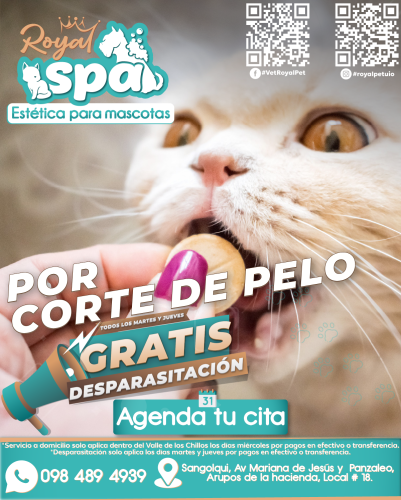 Royal
spa
Estética para mascotas
#VetRoyalPet
#royalpetuio
POR
CORTE DE PELO
TODOS LOS MARTES Y JUEVES
GRATIS
DESPARASITACIÓN
31
Agenda tu cita
*Servicio a domicilio solo aplica dentro del Valle de los Chillos los días miercoles por pagos en efectivo o transferencia.
*Desparasitación solo aplica los dias martes y jueves por pagos en efectivo o transferencia.
098 489 4939
Sangolqui, Av Mariana de Jesús y Panzaleo,
Arupos de la hacienda, Local # 18.